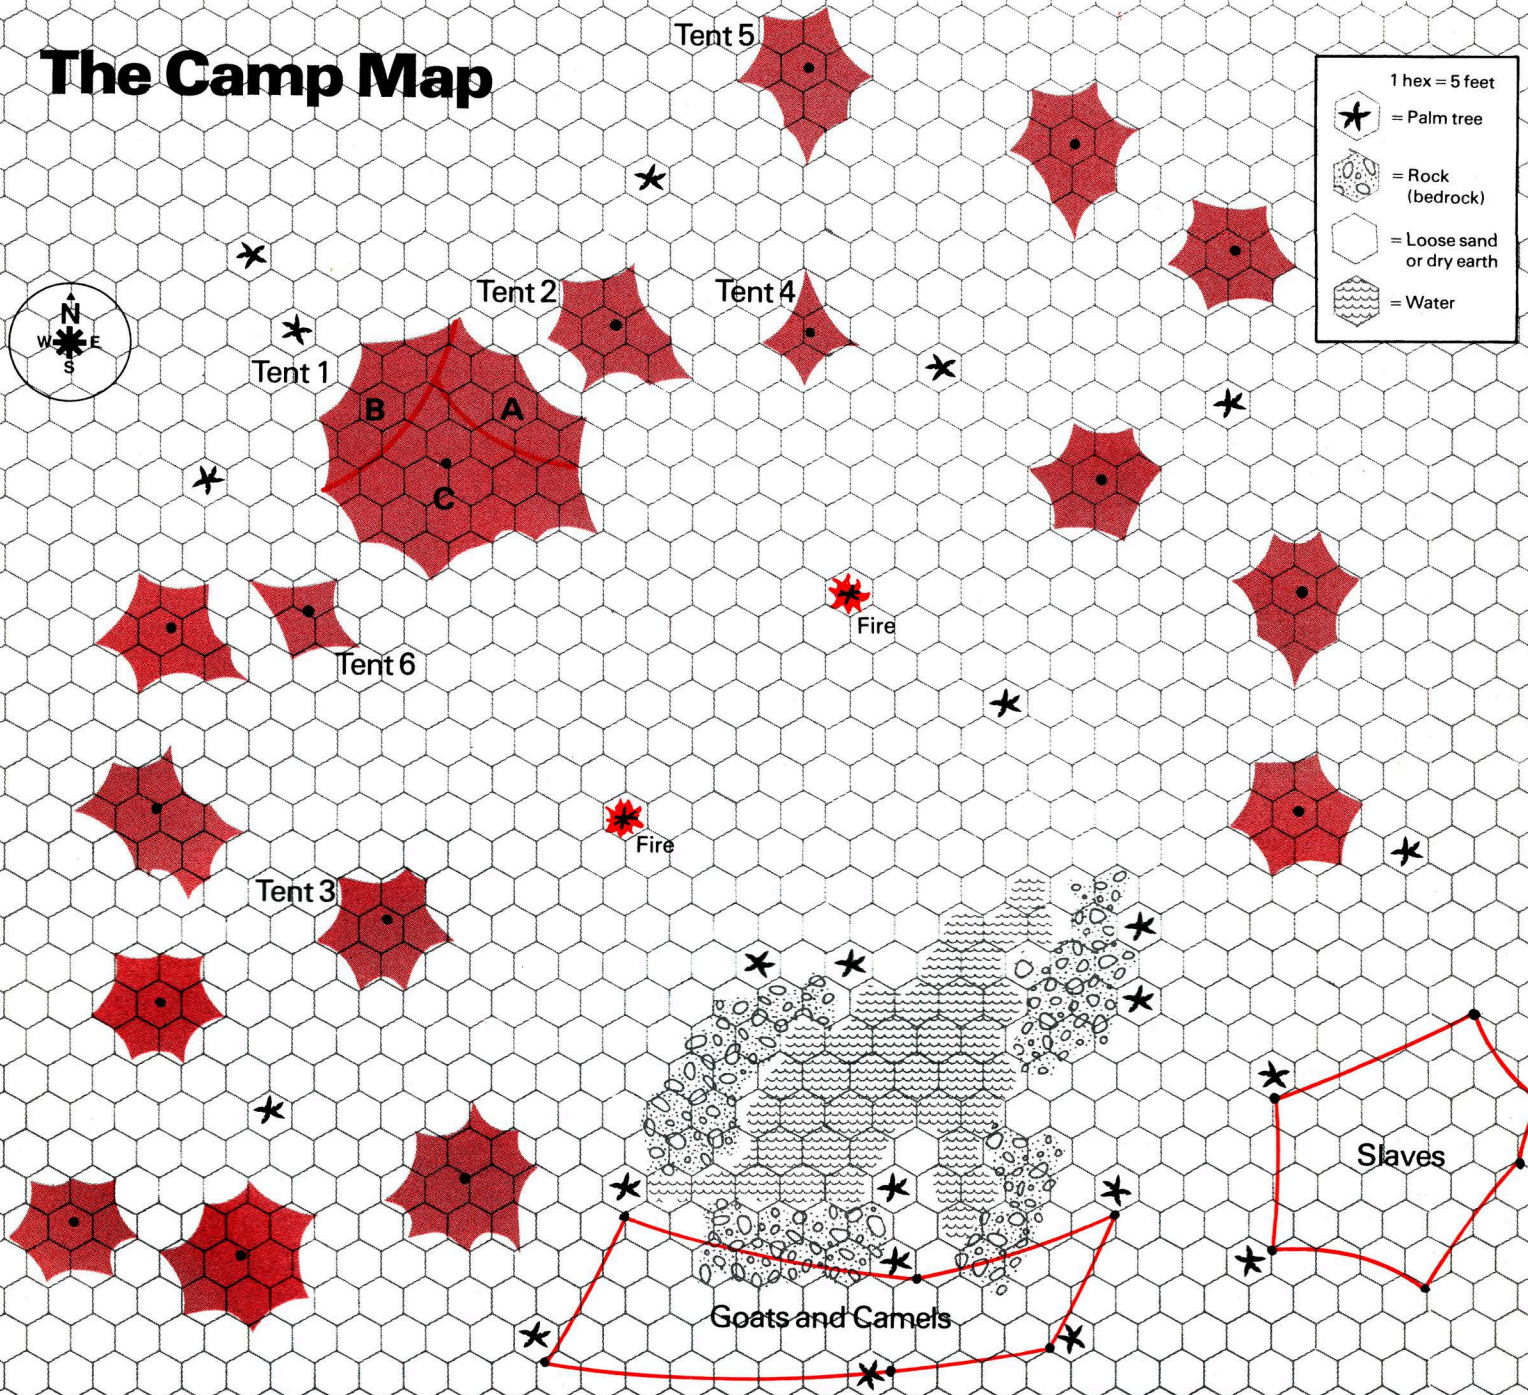 The Camp Map
Tent 5
1 hex = 5 feet
= Palm tree
= Rock
(bedrock)
= Loose sand
or dry earth
= Water
N
W E
S
Tent 2
Tent 4
Tent 1
B
A
C
Fire
Tent 6
Fire
Tent 3
Slaves
Goats and Camels